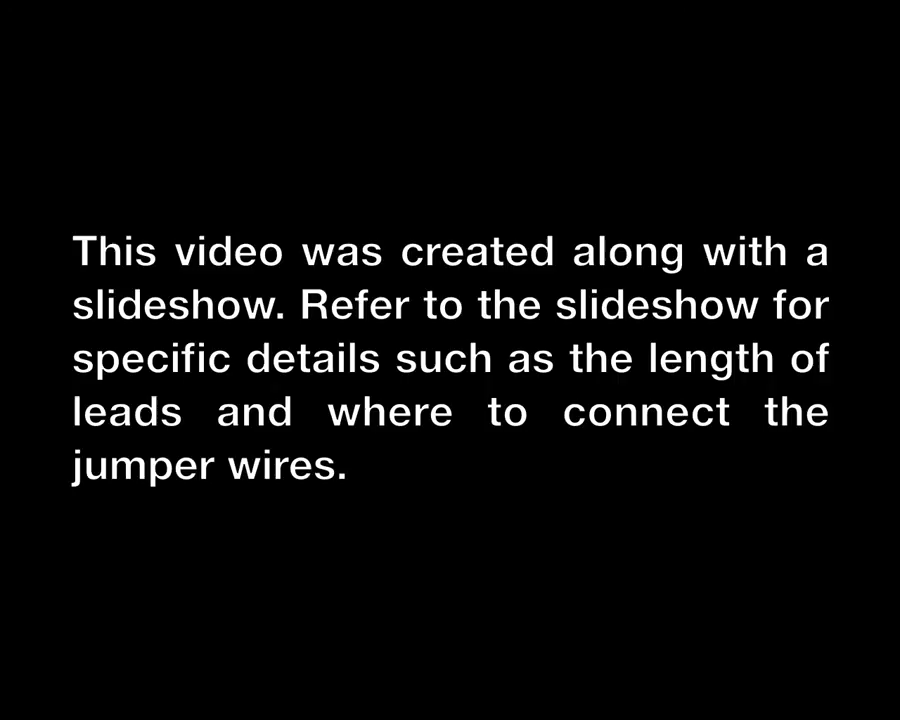 This video was created along with a
slideshow. Refer to the slideshow for
specific details such as the length of
leads and where to connect the
jumper wires.